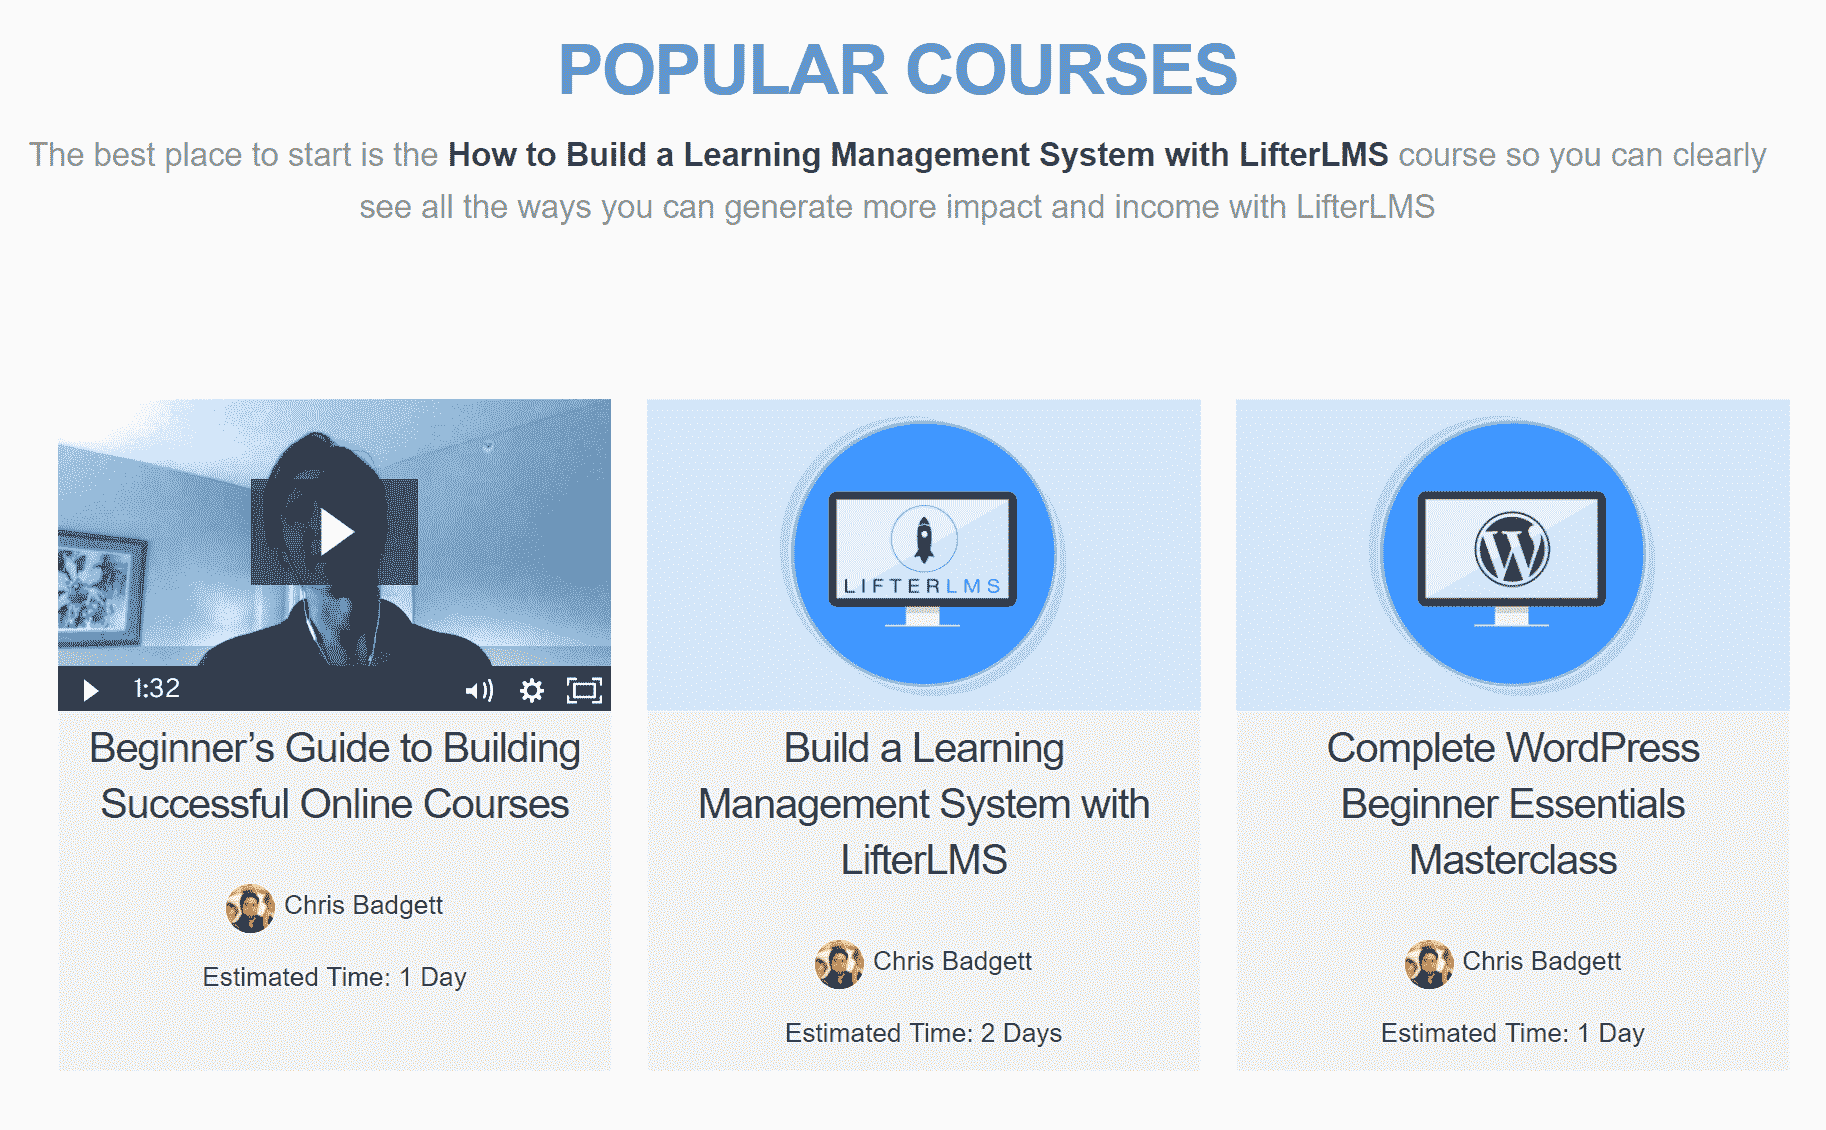 POPULAR COURSES
The best place to start is the How to Build a Learning Management System with LifterLMS course so you can clearly
see all the ways you can generate more impact and income with LifterLMS
1:32
LIFTERLMS
Beginner’s Guide to Building
Successful Online Courses
Chris Badgett
Estimated Time: 1 Day
Build a Learning
Management System with
LifterLMS
Chris Badgett
Estimated Time: 2 Days
Complete WordPress
Beginner Essentials
Masterclass
Chris Badgett
Estimated Time: 1 Day